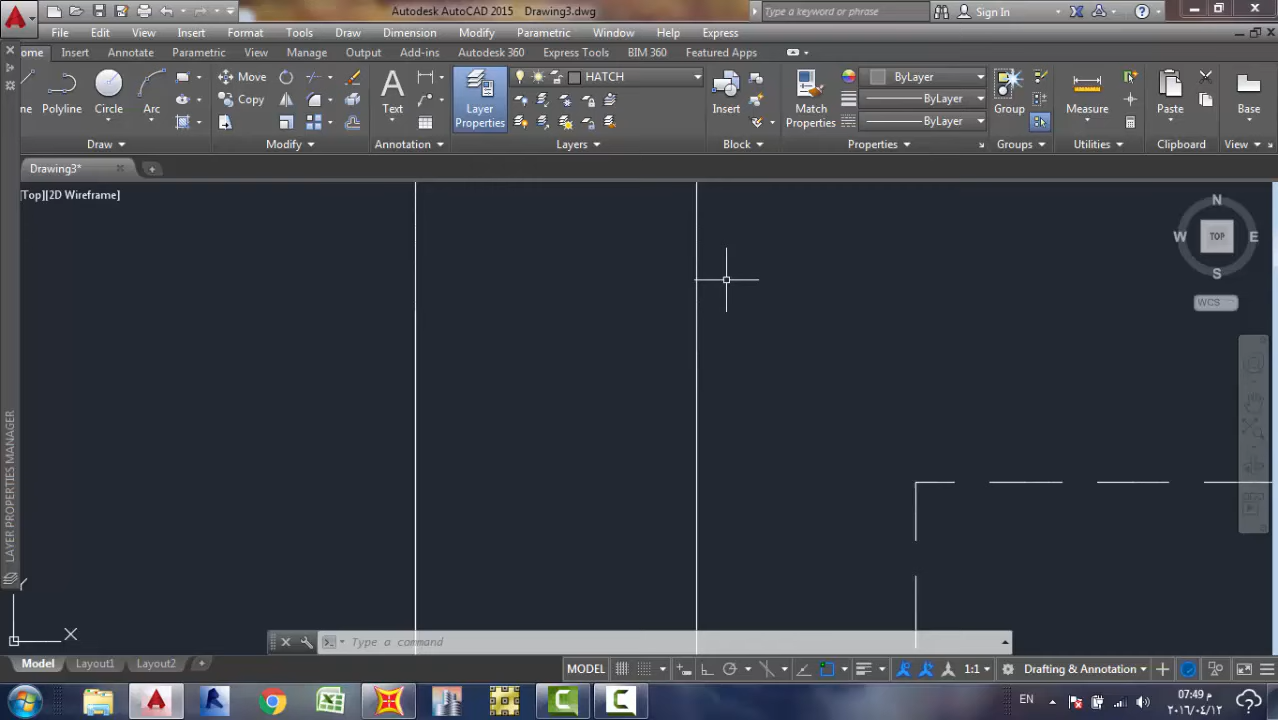 Autodesk AutoCAD 2015 Drawing3.dwg
Type a keyword or phrase
Sign In
File Edit View Insert Format Tools Draw Dimension Modify Parametric Window Help Express
ome Insert Annotate Parametric View Manage Output Add-ins Autodesk 360 Express Tools BIM 360 Featured Apps
Move
HATCH
ByLayer
Copy
ByLayer
ne Polyline Circle Arc Text Layer Properties Insert Match Properties Group Measure Paste Base
ByLayer
Draw Modify Annotation Layers Block Properties Groups Utilities Clipboard View
Drawing3*
Top][2D Wireframe]
N
W TOP E
S
WCS
LAYER PROPERTIES MANAGER
X
Type a command
Model Layout1 Layout2
MODEL 1:1 Drafting & Annotation
EN
07:49 م
٢٠١٦/٠٤/١٢